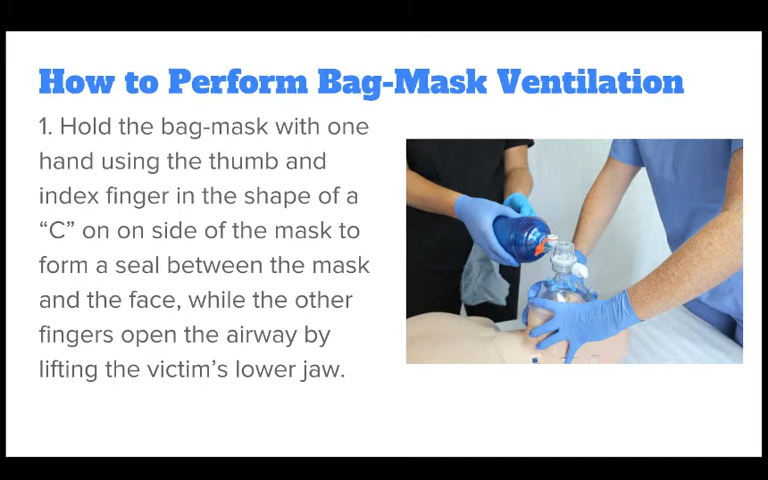 How to Perform Bag-Mask Ventilation
1. Hold the bag-mask with one
hand using the thumb and
index finger in the shape of a
“C” on on side of the mask to
form a seal between the mask
and the face, while the other
fingers open the airway by
lifting the victim’s lower jaw.